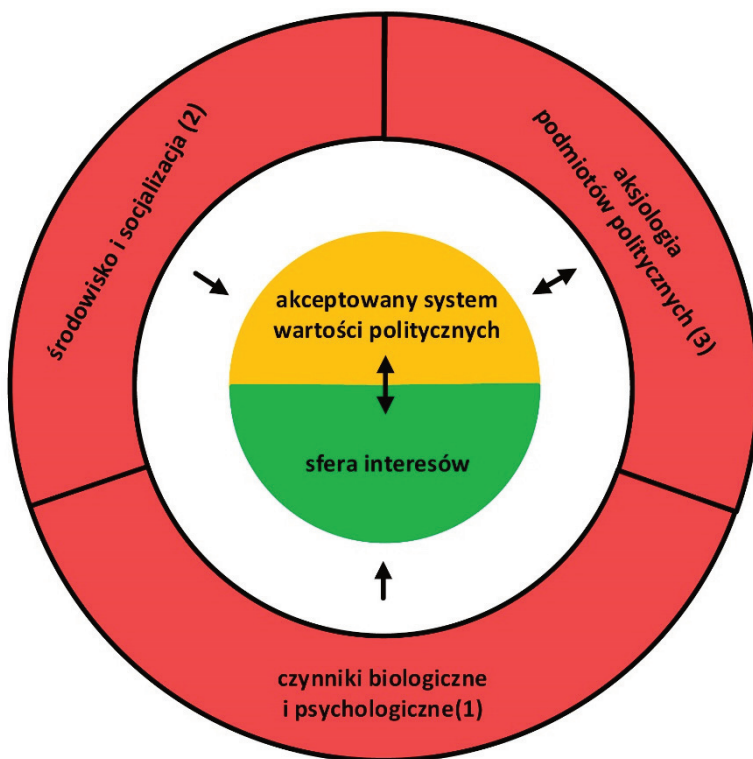 środowisko i socjalizacja (2)
aksjologia
podmiotów politycznych (3)
akceptowany system
wartości politycznych
sfera interesów
czynniki biologiczne
i psychologiczne(1)